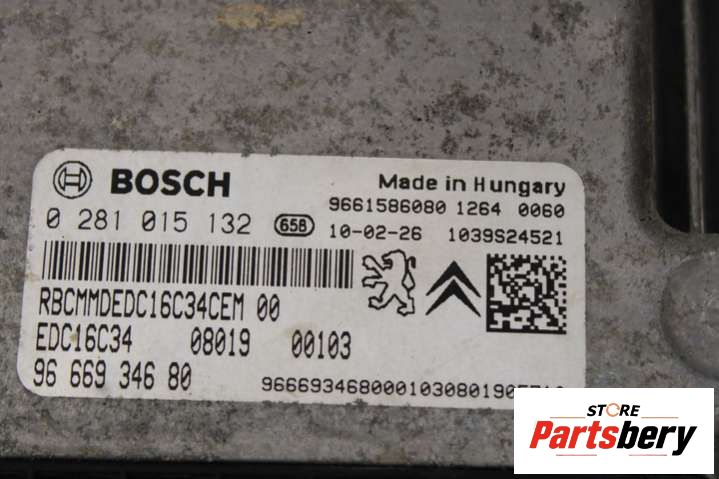 BOSCH
Made in Hungary
0 281 015 132 658
9661586080 1264 0060
10-02-26 1039S24521
RBCMMDEDC16C34CEM 00
EDC16C34 08019 00103
96 669 346 80
STORE
Partsbery